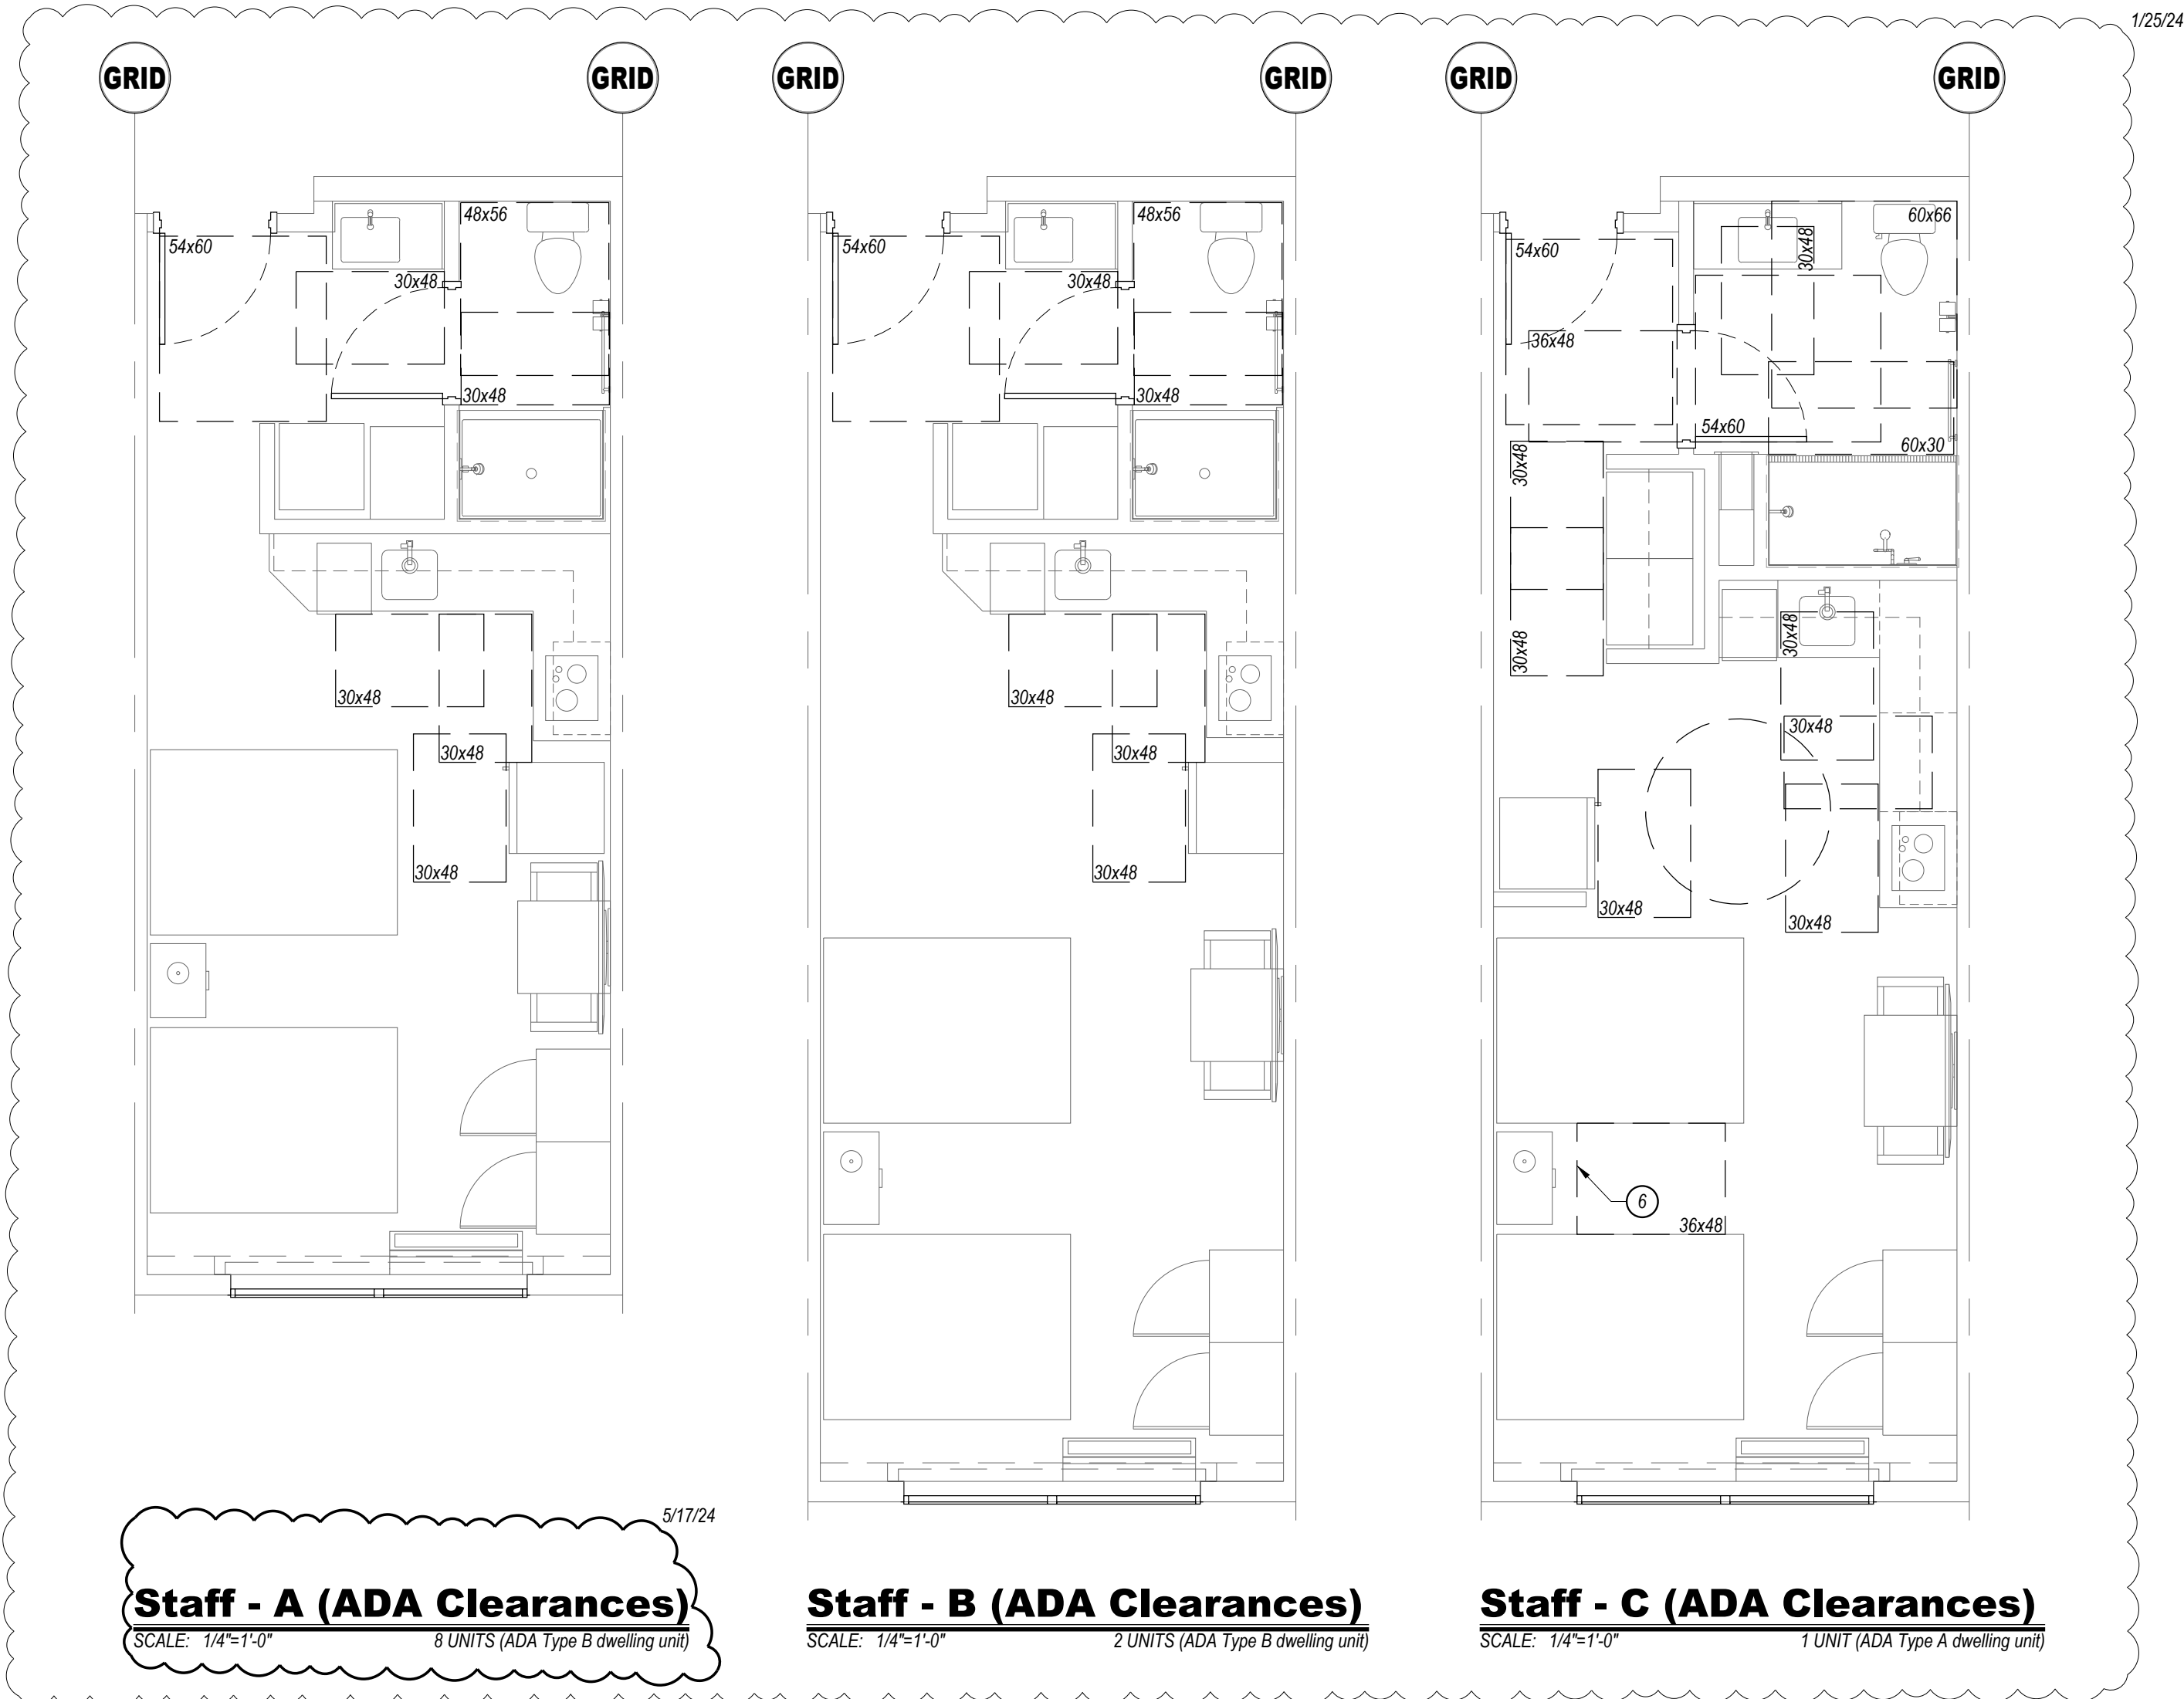 1/25/24
GRID
GRID
GRID
GRID
GRID
GRID
48x56
54x60
30x48
30x48
30x48
30x48
30x48
48x56
54x60
30x48
30x48
30x48
30x48
30x48
60x66
54x60
30x48
36x48
54x60
60x30
30x48
30x48
30x48
30x48
30x48
30x48
6
36x48
5/17/24
Staff - A (ADA Clearances)
SCALE: 1/4"=1'-0" 8 UNITS (ADA Type B dwelling unit)
Staff - B (ADA Clearances)
SCALE: 1/4"=1'-0" 2 UNITS (ADA Type B dwelling unit)
Staff - C (ADA Clearances)
SCALE: 1/4"=1'-0" 1 UNIT (ADA Type A dwelling unit)